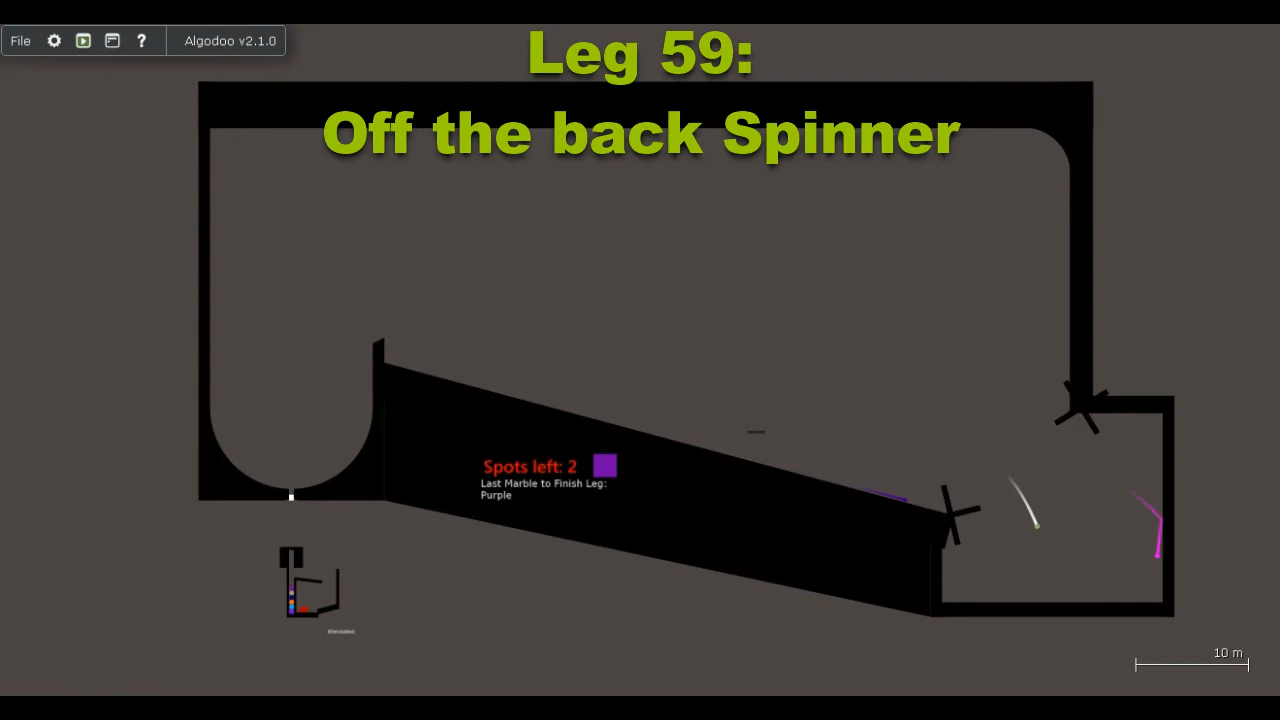 File
?
Algodoo v2.1.0
Leg 59:
Off the back Spinner
Spots left: 2
Last Marble to Finish Leg:
Purple
Eliminated:
10 m